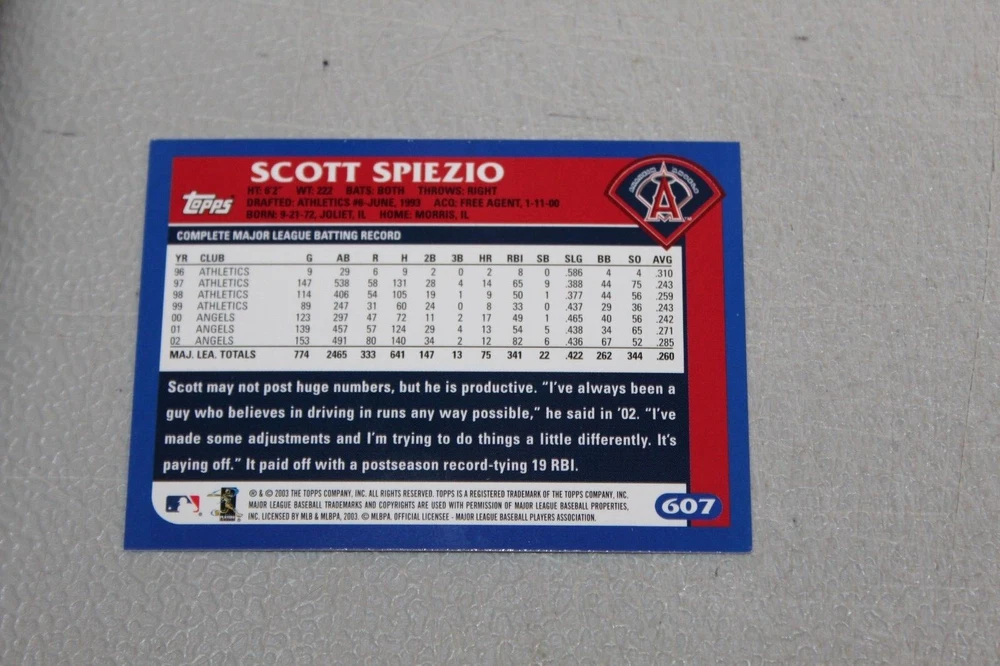 SCOTT SPIEZIO
Topps
HT: 6'2" WT: 222 BATS: BOTH THROWS: RIGHT
DRAFTED: ATHLETICS #6-JUNE, 1993 ACQ: FREE AGENT, 1-11-00
BORN: 9-21-72, JOLIET, IL HOME: MORRIS, IL
A
COMPLETE MAJOR LEAGUE BATTING RECORD
YR CLUB G AB R H 2B 3B HR RBI SB SLG BB SO AVG
96 ATHLETICS 9 29 6 9 2 0 2 8 0 .586 4 4 .310
97 ATHLETICS 147 538 58 131 28 4 14 65 9 .388 44 75 .243
98 ATHLETICS 114 406 54 105 19 1 9 50 1 .377 44 56 .259
99 ATHLETICS 89 247 31 60 24 0 8 33 0 .437 29 36 .243
00 ANGELS 123 297 47 72 11 2 17 49 1 .465 40 56 .242
01 ANGELS 139 457 57 124 29 4 13 54 5 .438 34 65 .271
02 ANGELS 153 491 80 140 34 2 12 82 6 .436 67 52 .285
MAJ. LEA. TOTALS 774 2465 333 641 147 13 75 341 22 .422 262 344 .260
Scott may not post huge numbers, but he is productive. “I’ve always been a
guy who believes in driving in runs any way possible,” he said in ’02. “I’ve
made some adjustments and I’m trying to do things a little differently. It’s
paying off.” It paid off with a postseason record-tying 19 RBI.
® & © 2003 THE TOPPS COMPANY, INC. ALL RIGHTS RESERVED. TOPPS IS A REGISTERED TRADEMARK OF THE TOPPS COMPANY, INC.
MAJOR LEAGUE BASEBALL TRADEMARKS AND COPYRIGHTS ARE USED WITH PERMISSION OF MAJOR LEAGUE BASEBALL PROPERTIES,
INC. LICENSED BY MLB & MLBPA, 2003. © MLBPA. OFFICIAL LICENSEE - MAJOR LEAGUE BASEBALL PLAYERS ASSOCIATION.
607